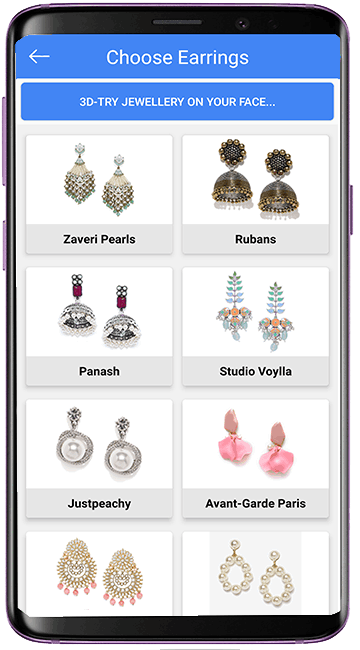 Choose Earrings
3D-TRY JEWELLERY ON YOUR FACE...
Zaveri Pearls
Rubans
Panash
Studio Voylla
Justpeachy
Avant-Garde Paris